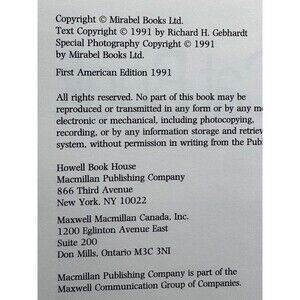 Copyright © Mirabel Books Ltd.
Text Copyright © 1991 by Richard H. Gebhardt
Special Photography Copyright © 1991
by Mirabel Books Ltd.
First American Edition 1991
All rights reserved. No part of this book may be
reproduced or transmitted in any form or by any m
electronic or mechanical, including photocopying,
recording, or by any information storage and retriev
system, without permission in writing from the Publ
Howell Book House
Macmillan Publishing Company
866 Third Avenue
New York, NY 10022
Maxwell Macmillan Canada, Inc.
1200 Eglinton Avenue East
Suite 200
Don Mills, Ontario M3C 3NI
Macmillan Publishing Company is part of the
Maxwell Communication Group of Companies.